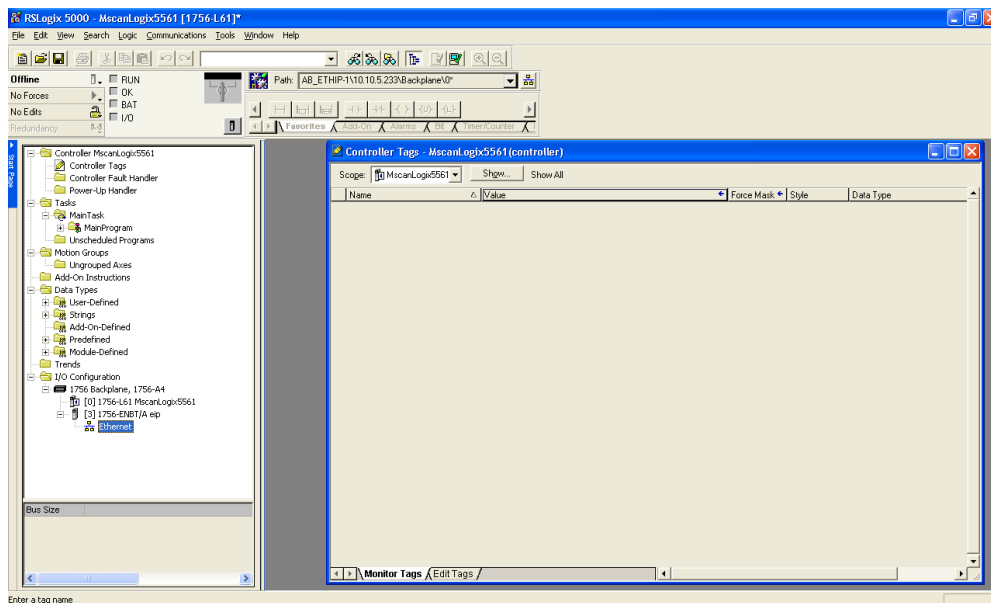 RSLogix 5000 - MscanLogix5561 [1756-L61]*
File Edit View Search Logic Communications Tools Window Help
Offline
RUN
Path: AB_ETHIP-1\10.10.5.233\Backplane\0*
No Forces
OK
No Edits
BAT
I/O
Redundancy
Favorites Add-On Alarms Bit Timer/Counter
Start Page
Controller MscanLogix5561
Controller Tags
Controller Fault Handler
Power-Up Handler
Tasks
MainTask
MainProgram
Unscheduled Programs
Motion Groups
Ungrouped Axes
Add-On Instructions
Data Types
User-Defined
Strings
Add-On-Defined
Predefined
Module-Defined
Trends
I/O Configuration
1756 Backplane, 1756-A4
[0] 1756-L61 MscanLogix5561
[3] 1756-ENBT/A eip
Ethernet
Bus Size
Controller Tags - MscanLogix5561(controller)
Scope: MscanLogix5561 Show... Show All
Name Value Force Mask Style Data Type
Monitor Tags Edit Tags
Enter a tag name